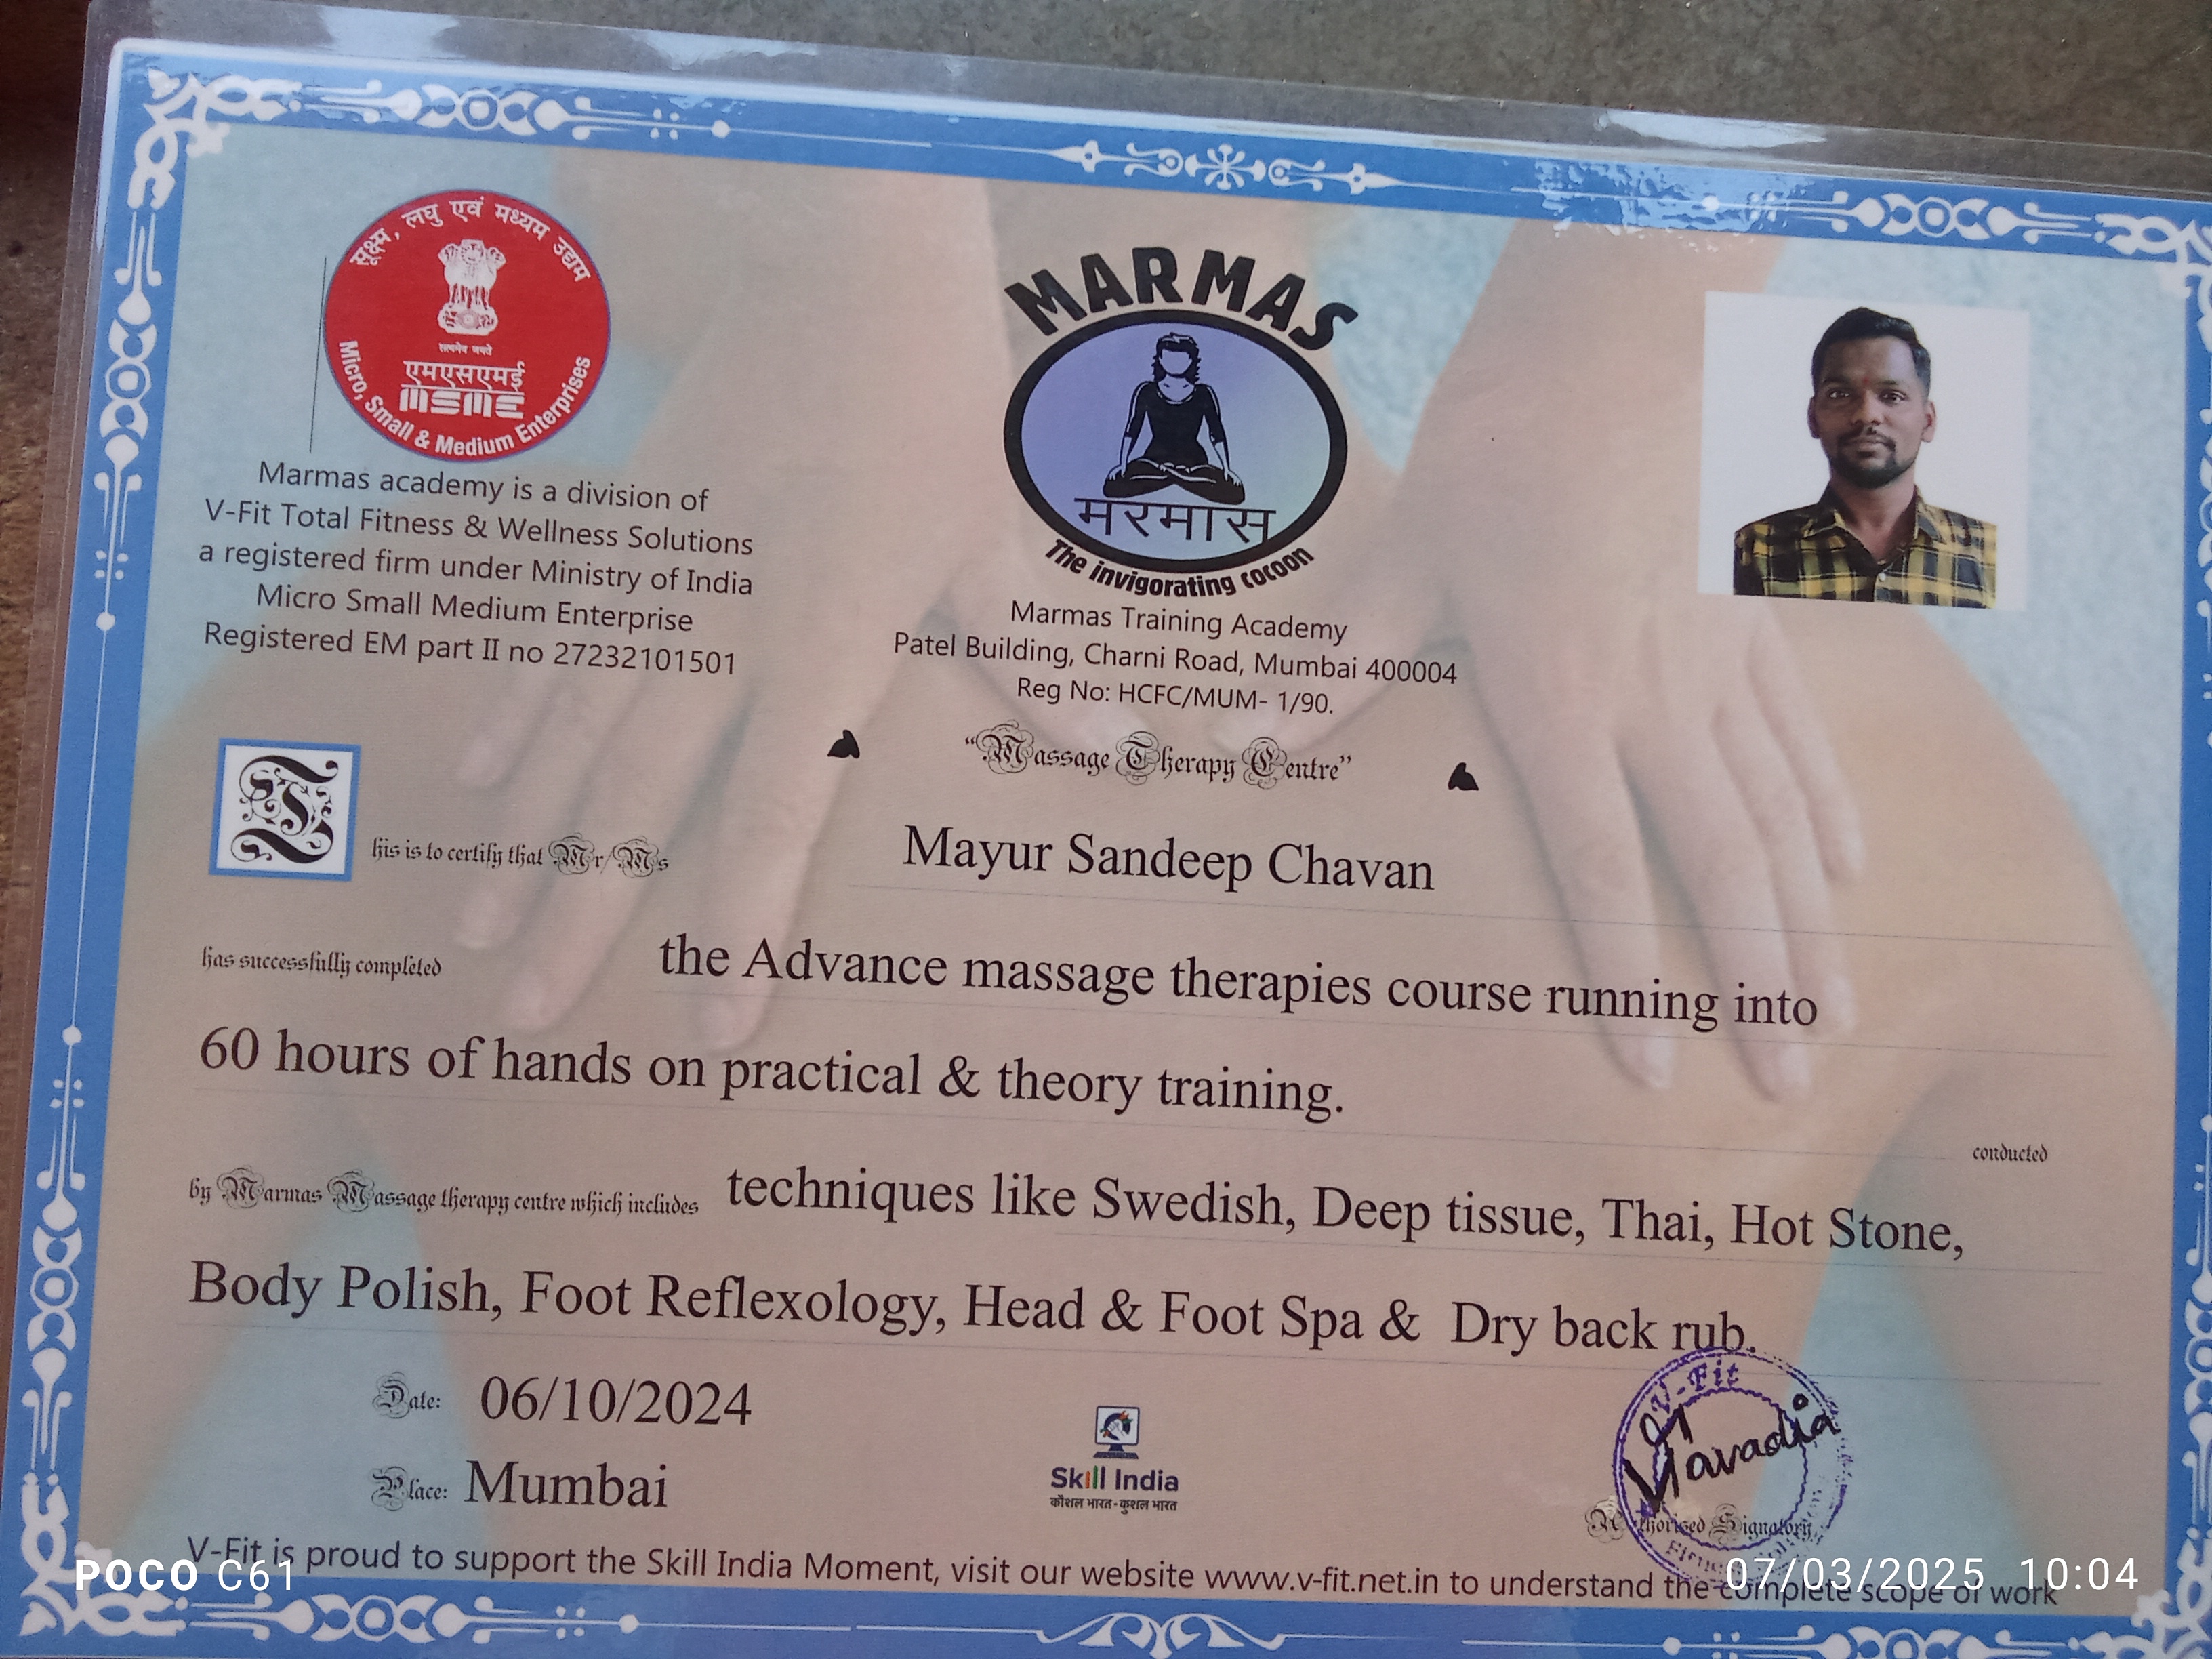 सूक्ष्म, लघु एवं मध्यम उद्यम
सत्यमेव जयते
एमएसएमई
MSME
Micro, Small & Medium Enterprises
Marmas academy is a division of
V-Fit Total Fitness & Wellness Solutions
a registered firm under Ministry of India
Micro Small Medium Enterprise
Registered EM part II no 27232101501
MARMAS
मरमास
The invigorating cocoon
Marmas Training Academy
Patel Building, Charni Road, Mumbai 400004
Reg No: HCFC/MUM- 1/90.
“Massage Therapy Centre”
This is to certify that Mr/Ms Mayur Sandeep Chavan
has successfully completed the Advance massage therapies course running into
60 hours of hands on practical & theory training.
conducted
by Marmas Massage therapy centre which includes techniques like Swedish, Deep tissue, Thai, Hot Stone,
Body Polish, Foot Reflexology, Head & Foot Spa & Dry back rub.
Date: 06/10/2024
Place: Mumbai
Skill India
कौशल भारत - कुशल भारत
V-Fit
Authorised Signatory
V-Fit is proud to support the Skill India Moment, visit our website www.v-fit.net.in to understand the complete scope of work
POCO C61
07/03/2025 10:04